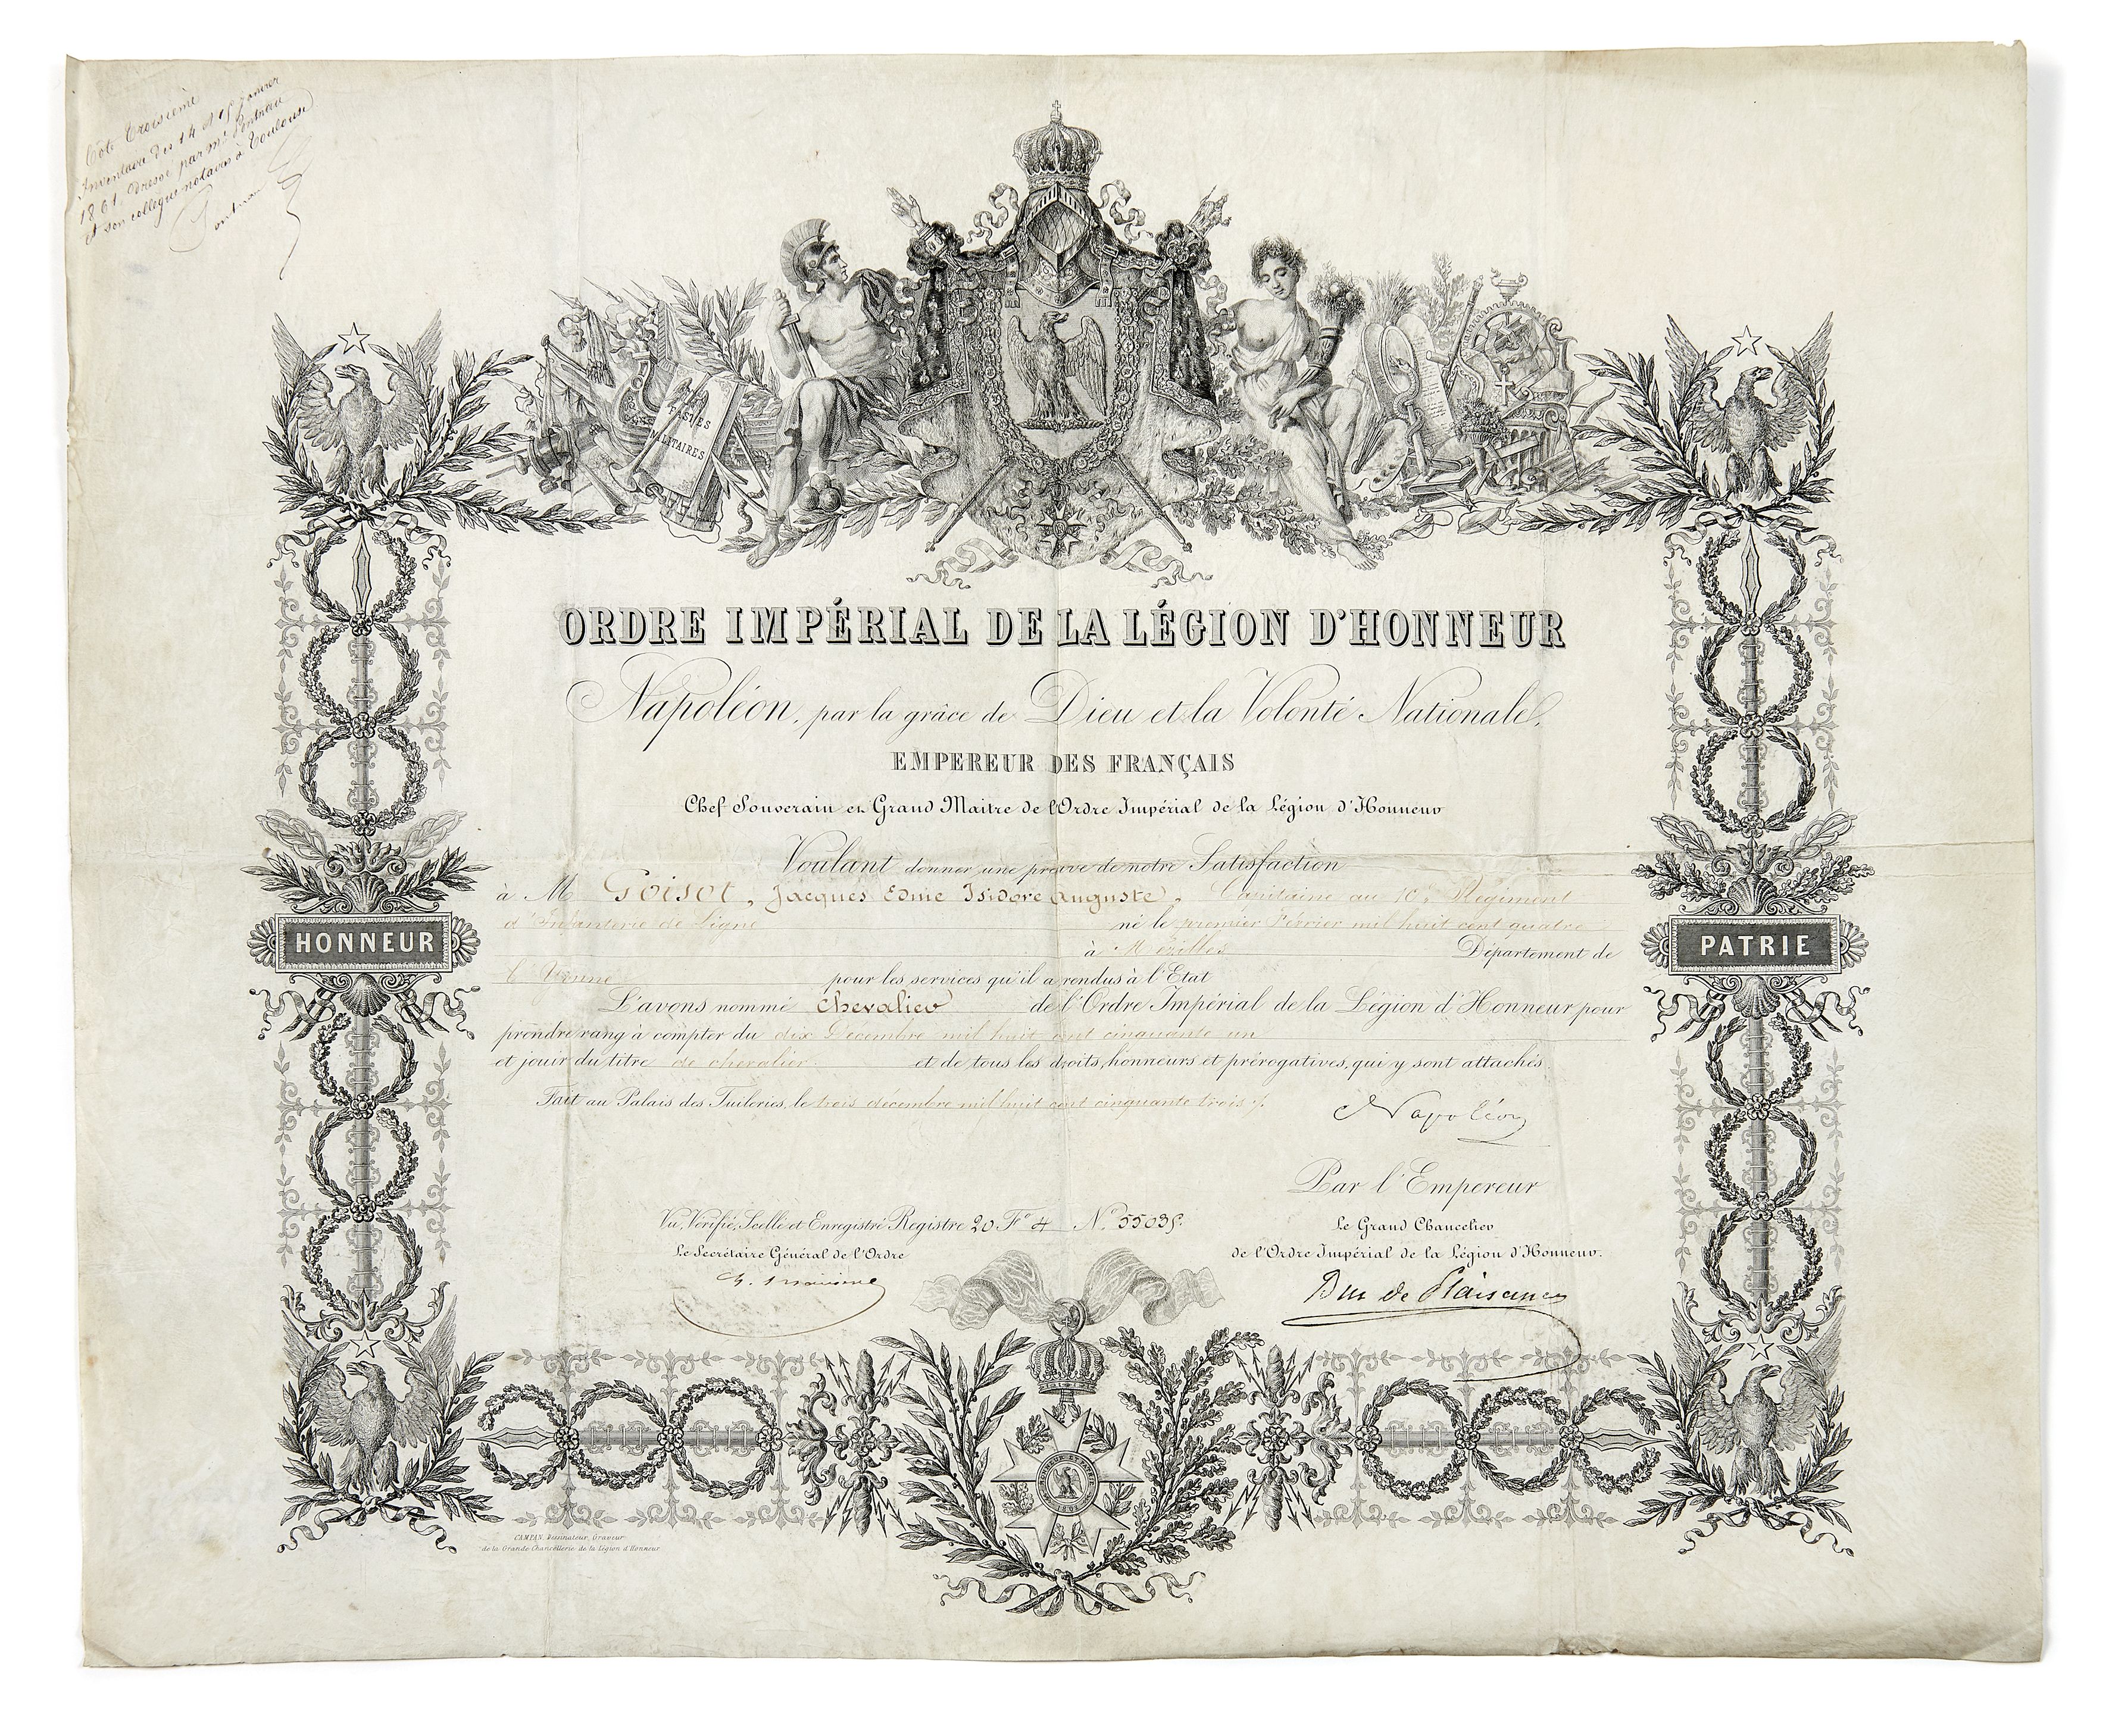 Cote Troisième
Inventaire des 14 et 15 janvier
1861. Dressé par Me
et son collègue notaires à Toulouse
FASTES
MILITAIRES
ORDRE IMPÉRIAL DE LA LÉGION D'HONNEUR
Napoléon, par la grâce de Dieu et la Volonté Nationale,
EMPEREUR DES FRANÇAIS
Chef Souverain et Grand Maitre de l'Ordre Impérial de la Légion d'Honneur
Voulant donner une preuve de notre Satisfaction
à M Goisot, Jacques Edme Isidore Auguste, Capitaine au 10e Régiment
d'Infanterie de Ligne né le premier Février mil huit cent quatre
à Mézilles Département de
l'Yonne pour les services qu'il a rendus à l'Etat
L'avons nommé Chevalier de l'Ordre Impérial de la Légion d'Honneur pour
prendre rang à compter du dix Décembre mil huit cent cinquante un
et jouir du titre de chevalier et de tous les droits, honneurs et prérogatives, qui y sont attachés
Fait au Palais des Tuileries, le trois décembre mil huit cent cinquante trois
Napoléon
Par l'Empereur
Vu, Vérifié, Scellé et Enregistré Registre 20 Fo 4 No 55035
Le Grand Chancelier
Le Secrétaire Général de l'Ordre
de l'Ordre Impérial de la Légion d'Honneur.
Duc de Plaisance
HONNEUR
PATRIE
CAMPAN, Dessinateur, Graveur
de la Grande Chancellerie de la Légion d'Honneur